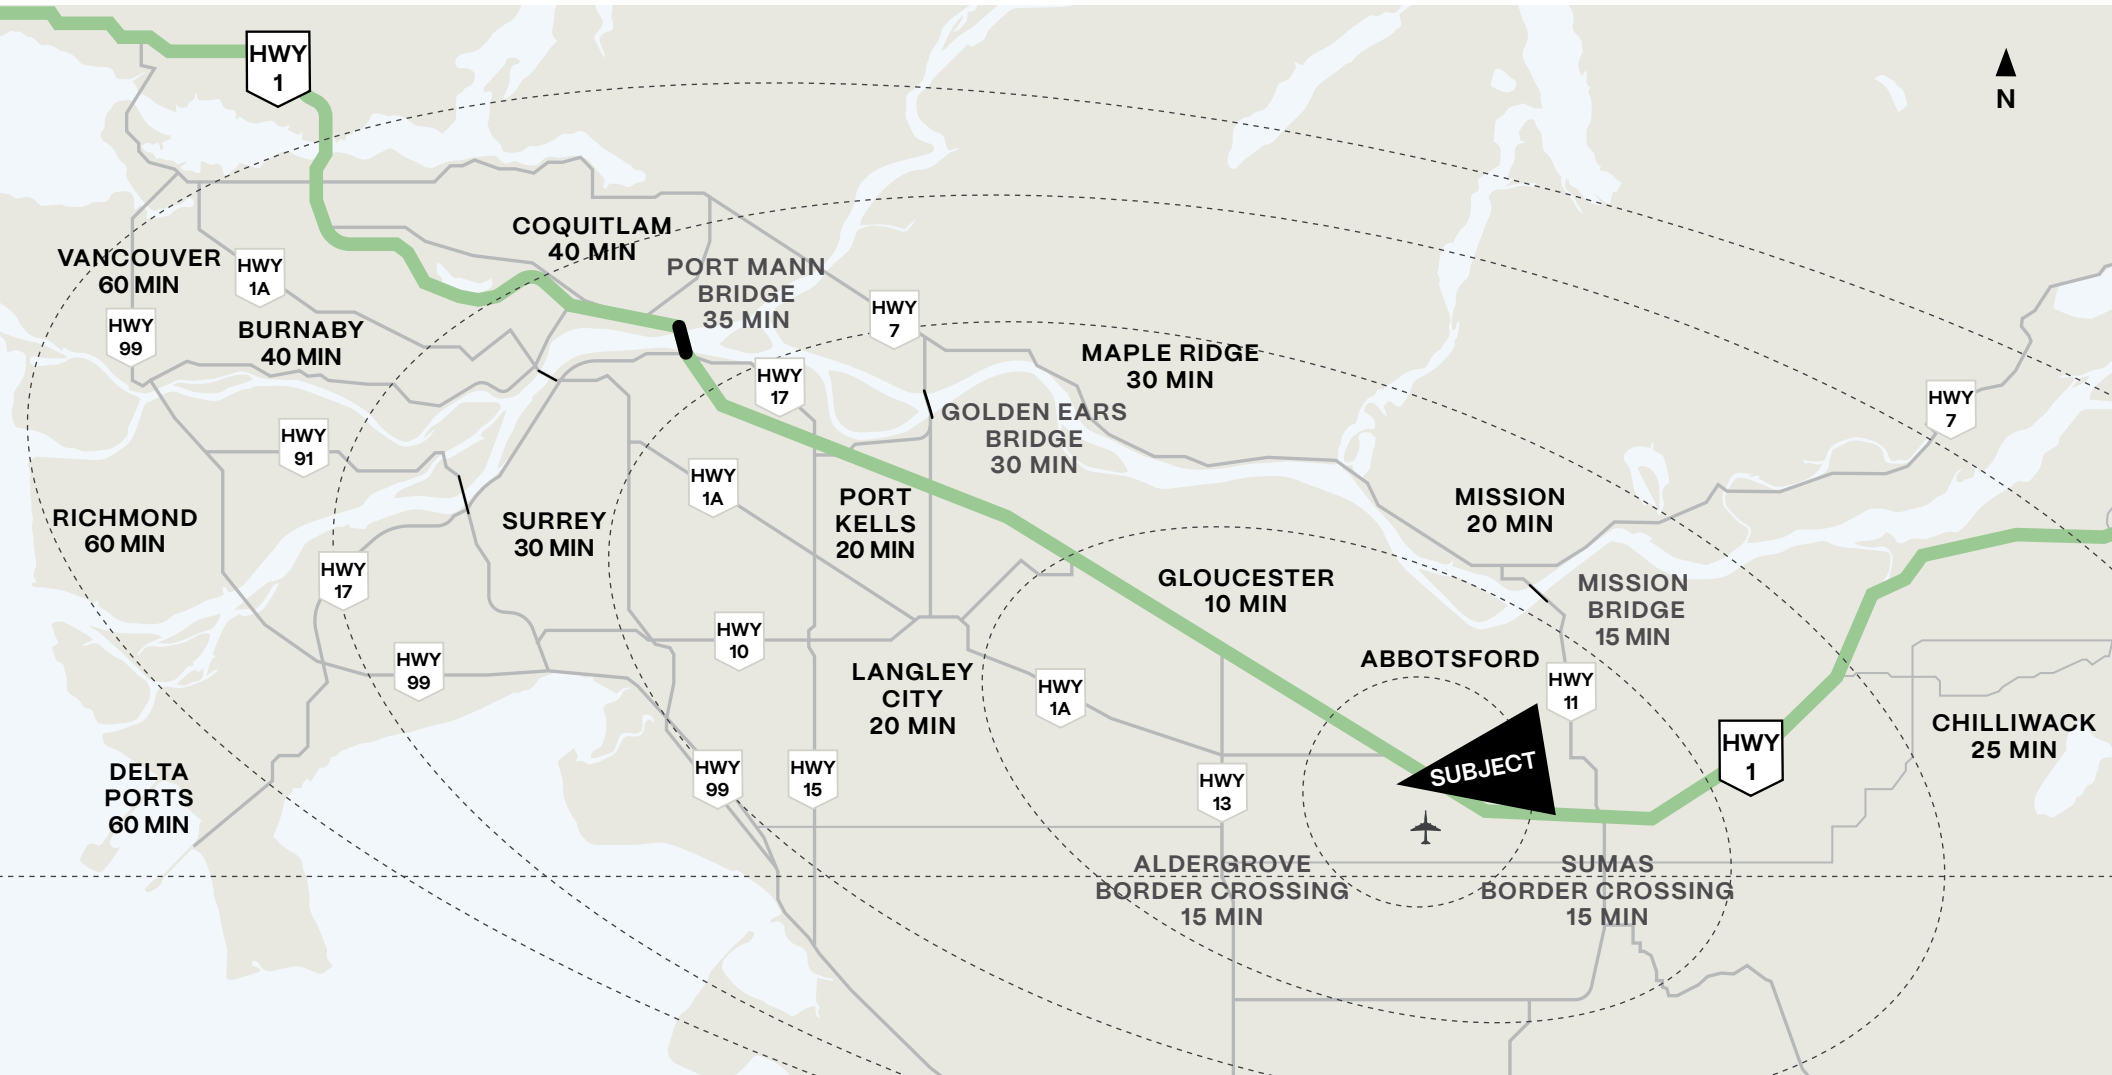 HWY
1
N
COQUITLAM
40 MIN
VANCOUVER
60 MIN
HWY
1A
PORT MANN
BRIDGE
35 MIN
HWY
99
BURNABY
40 MIN
HWY
7
MAPLE RIDGE
30 MIN
HWY
17
GOLDEN EARS
BRIDGE
30 MIN
HWY
7
HWY
91
HWY
1A
PORT
KELLS
20 MIN
MISSION
20 MIN
RICHMOND
60 MIN
SURREY
30 MIN
HWY
17
GLOUCESTER
10 MIN
MISSION
BRIDGE
15 MIN
HWY
10
HWY
99
LANGLEY
CITY
20 MIN
HWY
1A
ABBOTSFORD
HWY
11
CHILLIWACK
25 MIN
HWY
1
SUBJECT
DELTA
PORTS
60 MIN
HWY
99
HWY
15
HWY
13
ALDERGROVE
BORDER CROSSING
15 MIN
SUMAS
BORDER CROSSING
15 MIN